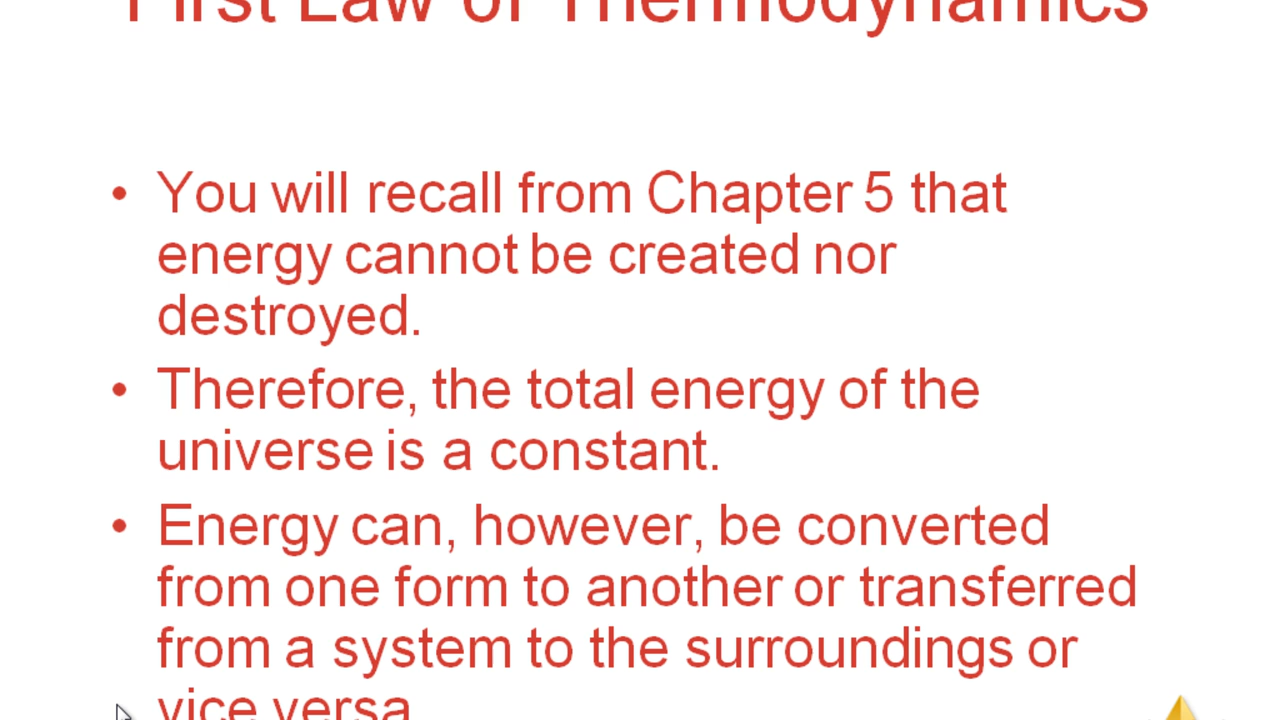 First Law of Thermodynamics
• You will recall from Chapter 5 that
energy cannot be created nor
destroyed.
• Therefore, the total energy of the
universe is a constant.
• Energy can, however, be converted
from one form to another or transferred
from a system to the surroundings or
vice versa